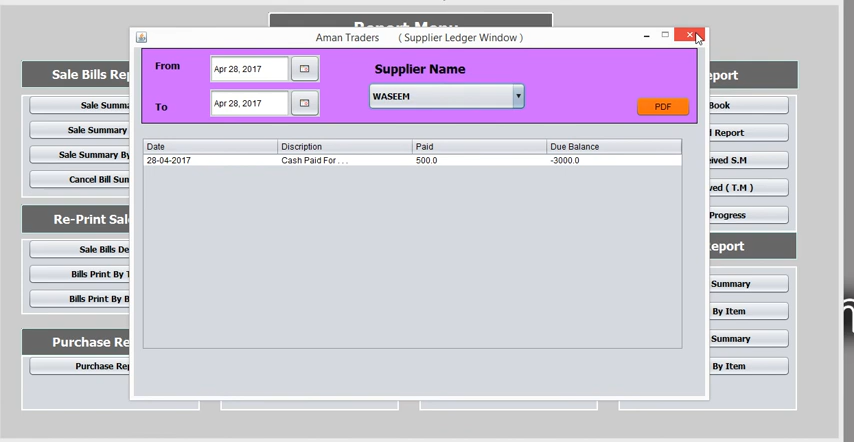 Report Menu
Aman Traders ( Supplier Ledger Window )
From
Apr 28, 2017
Supplier Name
To
Apr 28, 2017
WASEEM
PDF
Date Discription Paid Due Balance
28-04-2017 Cash Paid For . . . 500.0 -3000.0
Sale Bills Rep
Sale Summa
Sale Summary
Sale Summary By
Cancel Bill Sum
Re-Print Sal
Sale Bills De
Bills Print By T
Bills Print By B
Purchase Re
Purchase Rep
port
Book
l Report
eived S.M
ved ( T.M )
Progress
eport
Summary
By Item
Summary
By Item